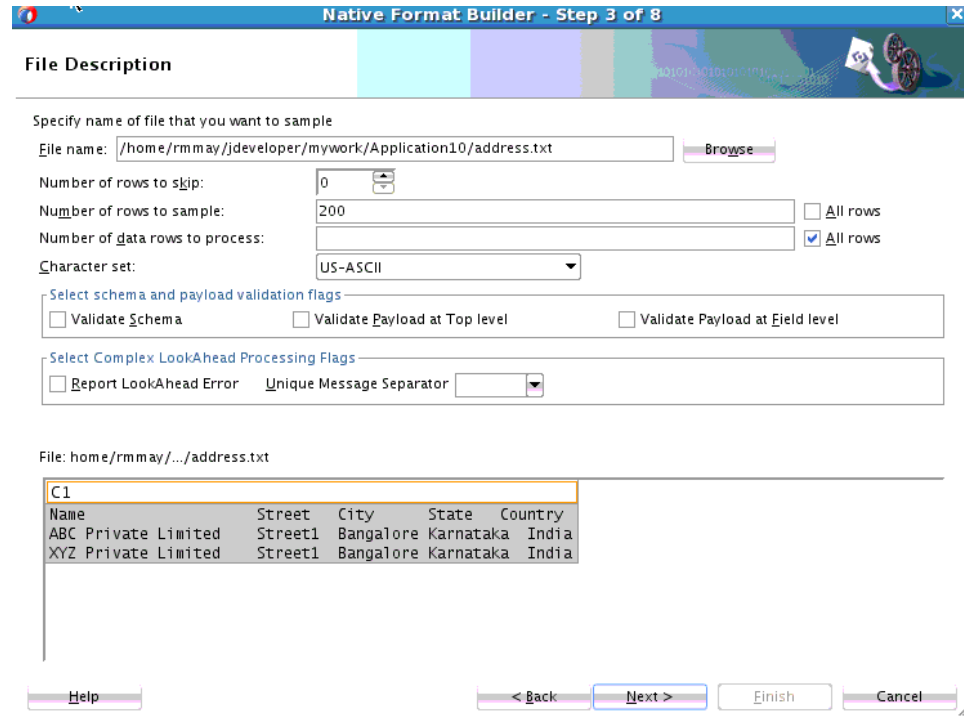 Native Format Builder - Step 3 of 8
File Description
Specify name of file that you want to sample
File name: /home/rmmay/jdeveloper/mywork/Application10/address.txt Browse
Number of rows to skip: 0
Number of rows to sample: 200 All rows
Number of data rows to process: All rows
Character set: US-ASCII
Select schema and payload validation flags
Validate Schema Validate Payload at Top level Validate Payload at Field level
Select Complex LookAhead Processing Flags
Report LookAhead Error Unique Message Separator
File: home/rmmay/.../address.txt
C1
Name Street City State Country
ABC Private Limited Street1 Bangalore Karnataka India
XYZ Private Limited Street1 Bangalore Karnataka India
Help < Back Next > Finish Cancel